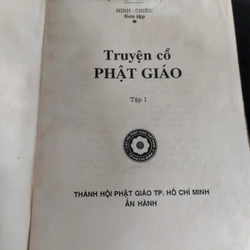 MINH - CHIẾU
Sưu tập
Truyện cổ
PHẬT GIÁO
Tập 1
THÀNH HỘI PHẬT GIÁO TP. HỒ CHÍ MINH
ẤN HÀNH